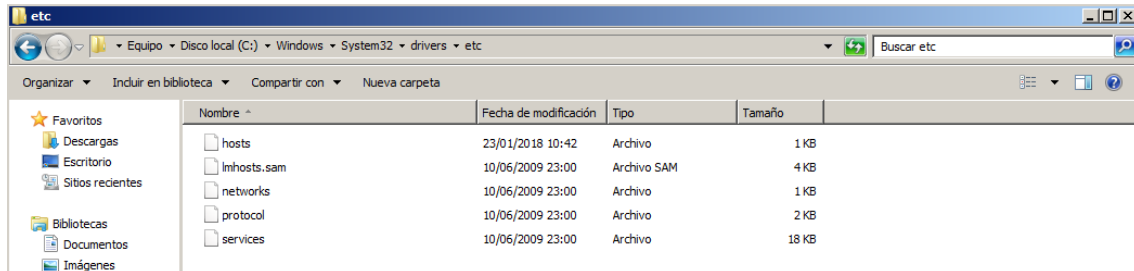 etc
Equipo Disco local (C:) Windows System32 drivers etc Buscar etc
Organizar Incluir en biblioteca Compartir con Nueva carpeta
Favoritos
Descargas
Escritorio
Sitios recientes
Bibliotecas
Documentos
Imágenes
Nombre Fecha de modificación Tipo Tamaño
hosts 23/01/2018 10:42 Archivo 1 KB
lmhosts.sam 10/06/2009 23:00 Archivo SAM 4 KB
networks 10/06/2009 23:00 Archivo 1 KB
protocol 10/06/2009 23:00 Archivo 2 KB
services 10/06/2009 23:00 Archivo 18 KB